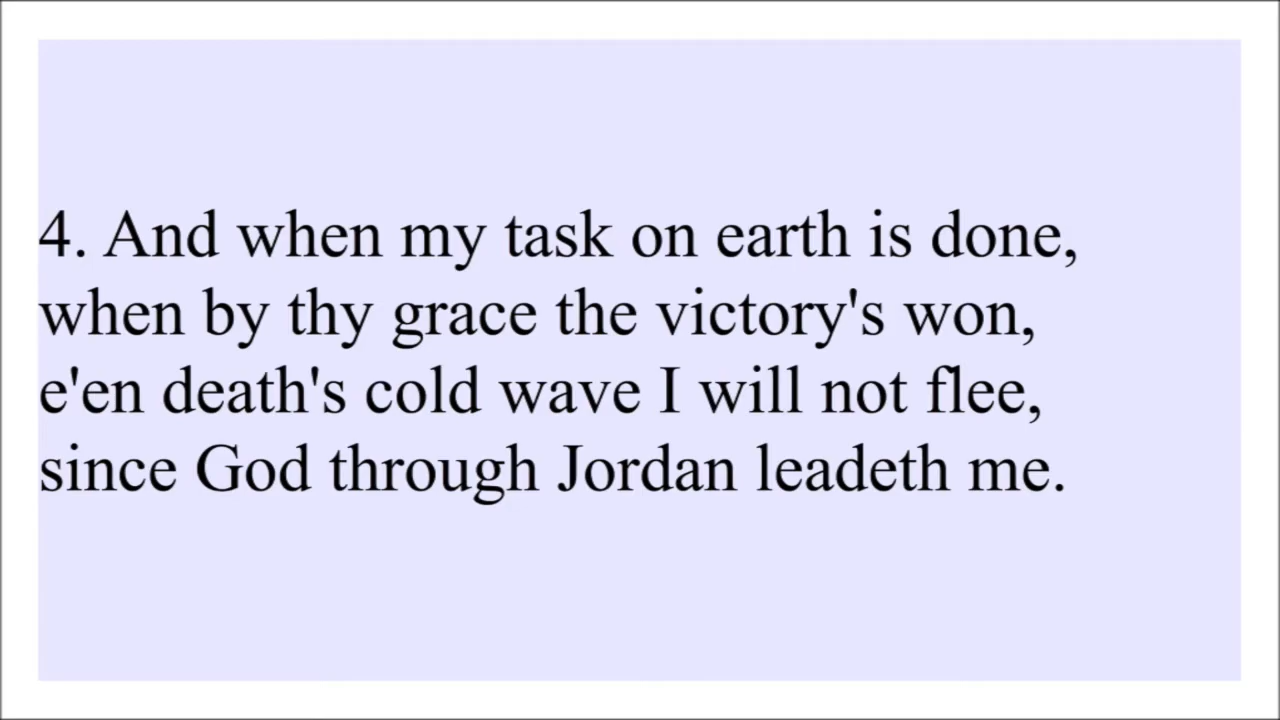 4. And when my task on earth is done,
when by thy grace the victory's won,
e'en death's cold wave I will not flee,
since God through Jordan leadeth me.